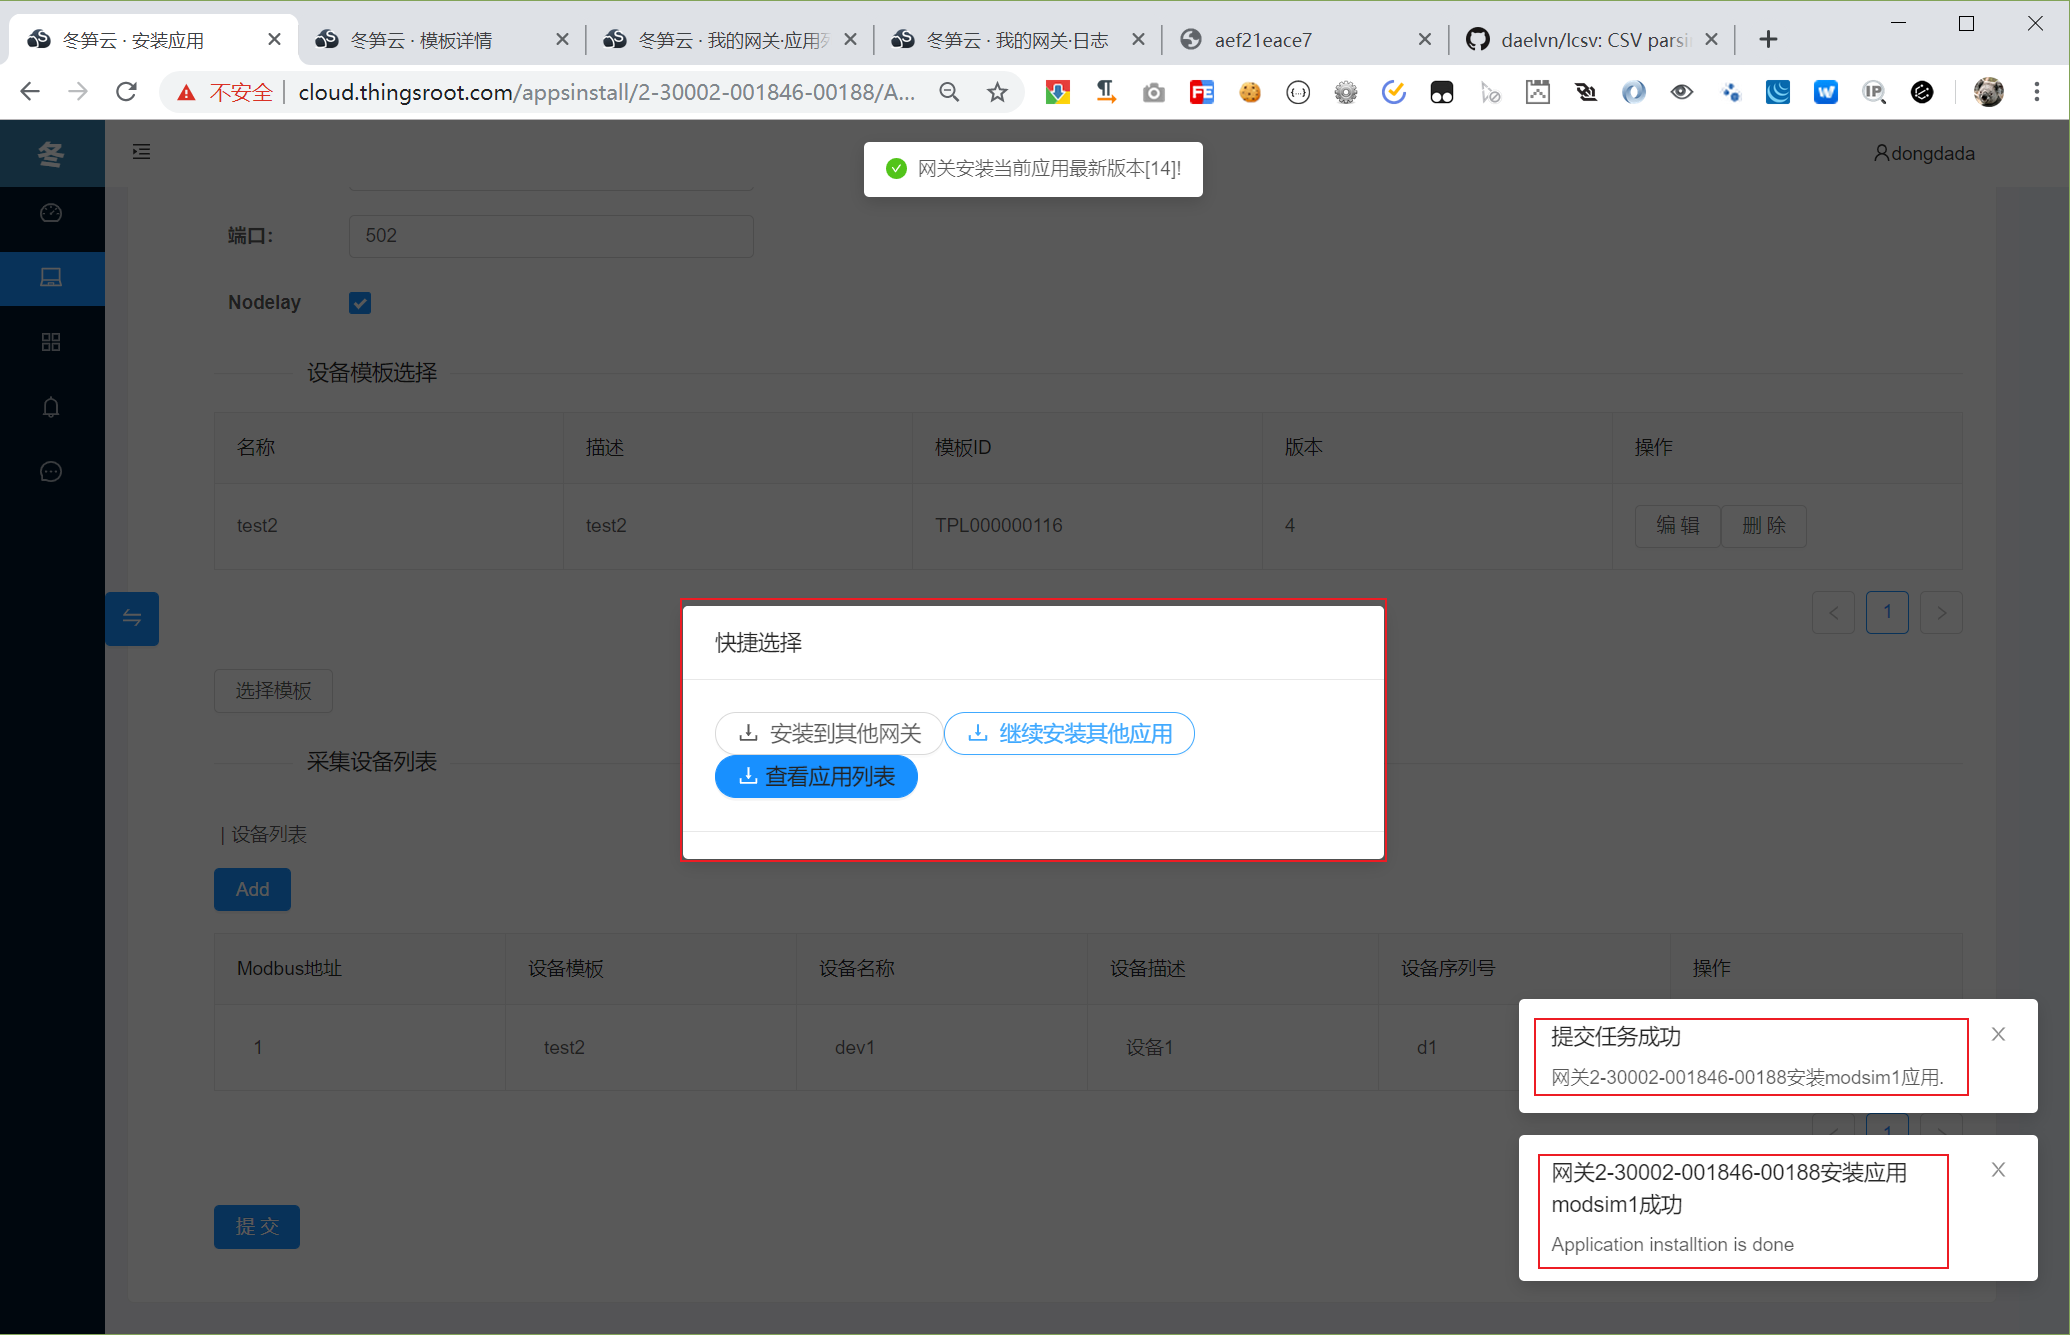 冬笋云 · 安装应用
冬笋云 · 模板详情
冬笋云 · 我的网关·应用列
冬笋云 · 我的网关·日志
aef21eace7
daelvn/lcsv: CSV parsi
不安全
cloud.thingsroot.com/appsinstall/2-30002-001846-00188/A...
冬
网关安装当前应用最新版本[14]!
dongdada
端口:
502
Nodelay
设备模板选择
名称 描述 模板ID 版本 操作
test2 test2 TPL000000116 4 编 辑 删 除
1
快捷选择
选择模板
安装到其他网关 继续安装其他应用
查看应用列表
采集设备列表
| 设备列表
Add
Modbus地址 设备模板 设备名称 设备描述 设备序列号 操作
1 test2 dev1 设备1 d1
提交任务成功
网关2-30002-001846-00188安装modsim1应用.
1
网关2-30002-001846-00188安装应用
modsim1成功
Application installtion is done
提 交